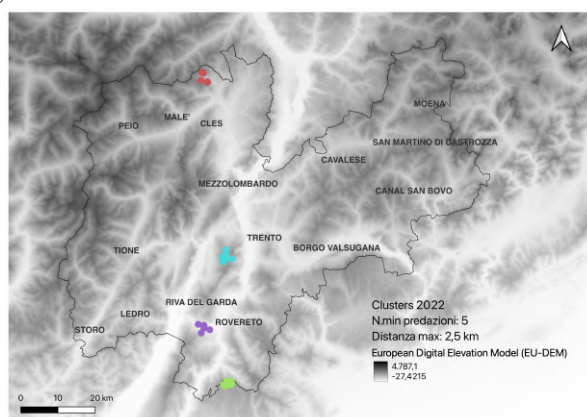 MOENA
MALE'
PEIO
CLES
SAN MARTINO DI CASTROZZA
CAVALESE
MEZZOLOMBARDO
CANAL SAN BOVO
TRENTO
TIONE
BORGO VALSUGANA
RIVA DEL GARDA
LEDRO
ROVERETO
STORO
Clusters 2022
N.min predazioni: 5
Distanza max: 2,5 km
European Digital Elevation Model (EU-DEM)
4.787,1
-27,4215
0 10 20 km